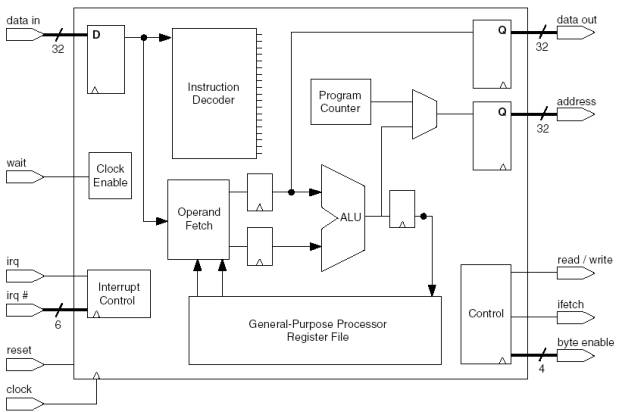 data in
32
D
Instruction
Decoder
Q
data out
32
Program
Counter
Q
address
32
wait
Clock
Enable
Operand
Fetch
ALU
irq
irq #
6
Interrupt
Control
General-Purpose Processor
Register File
Control
read / write
ifetch
byte enable
4
reset
clock